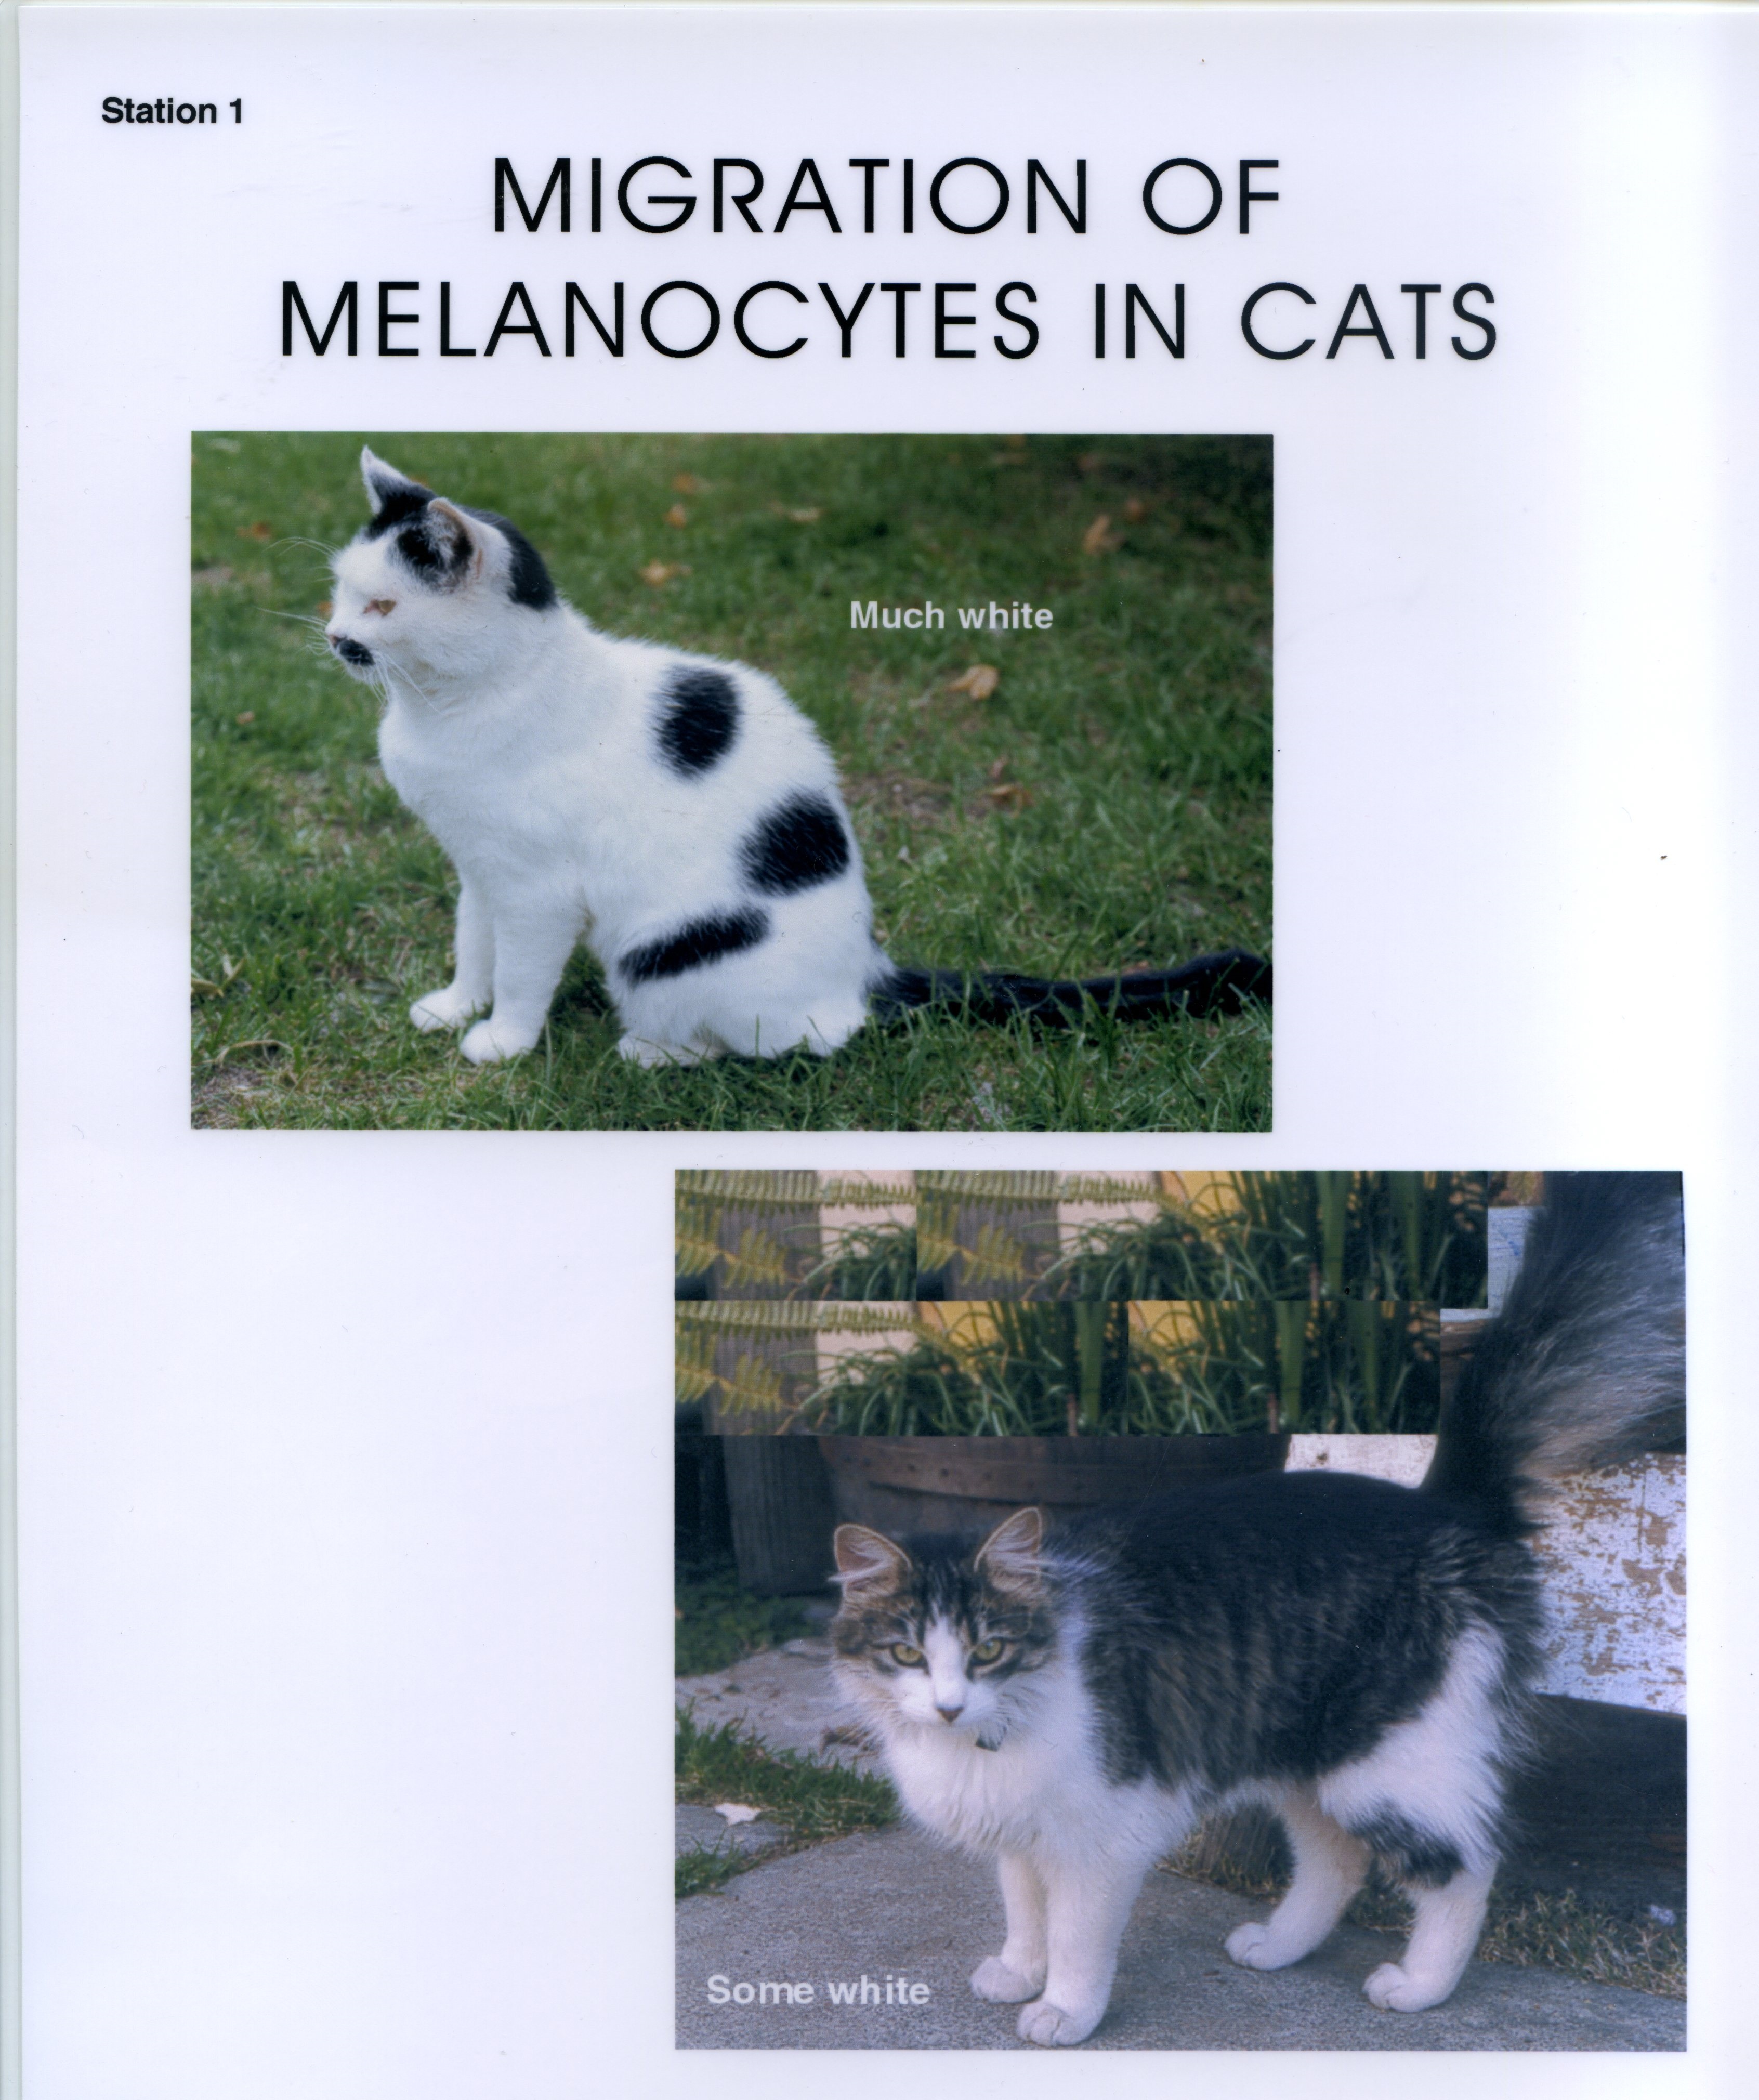 Station 1
MIGRATION OF
MELANOCYTES IN CATS
Much white
Some white